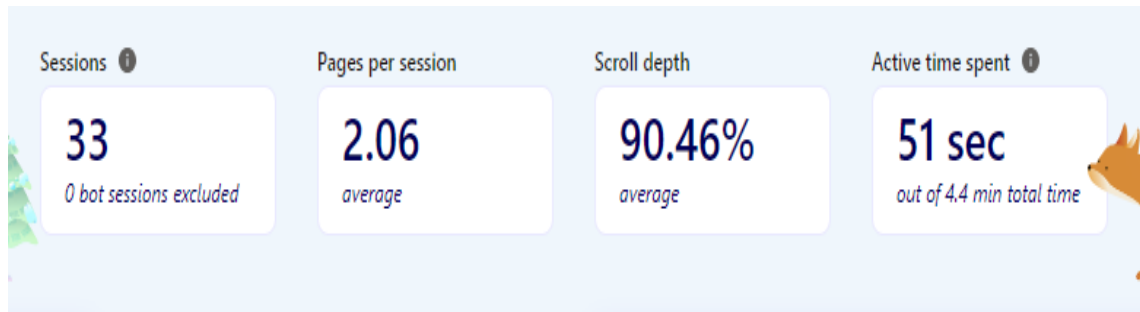 Sessions
33
0 bot sessions excluded
Pages per session
2.06
average
Scroll depth
90.46%
average
Active time spent
51 sec
out of 4.4 min total time